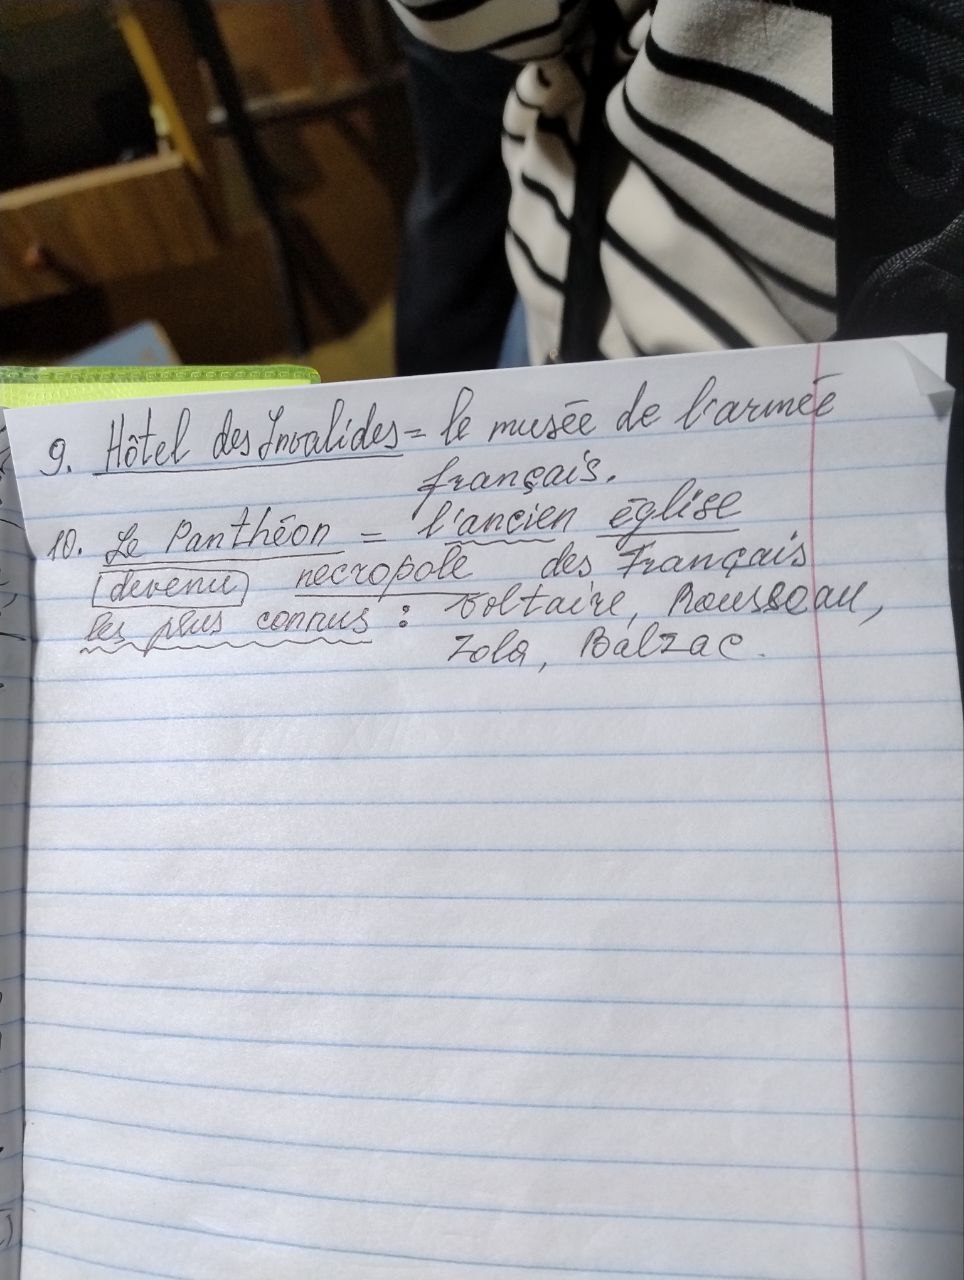 9. Hôtel des Invalides = le musée de l'armée
français.
10. Le Panthéon = l'ancien église
devenu necropole des Français
les plus connus : Voltaire, Rousseau,
Zola, Balzac.